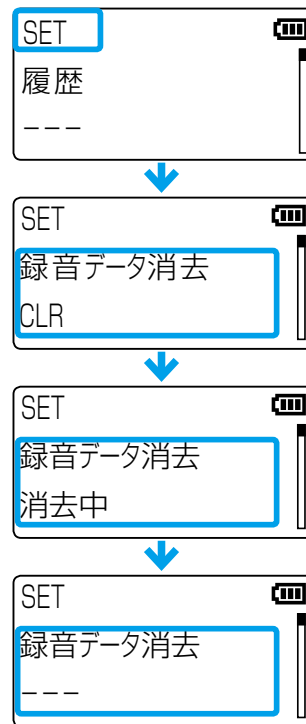 SET
履歴
---
SET
録音データ消去
CLR
SET
録音データ消去
消去中
SET
録音データ消去
---